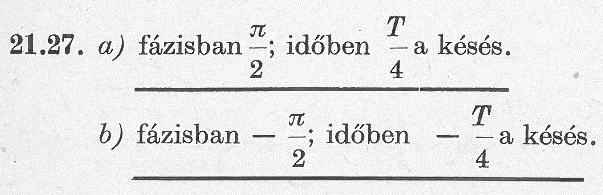 21.27. a) fázisban π/2; időben T/4 a késés.
b) fázisban — π/2; időben — T/4 a késés.